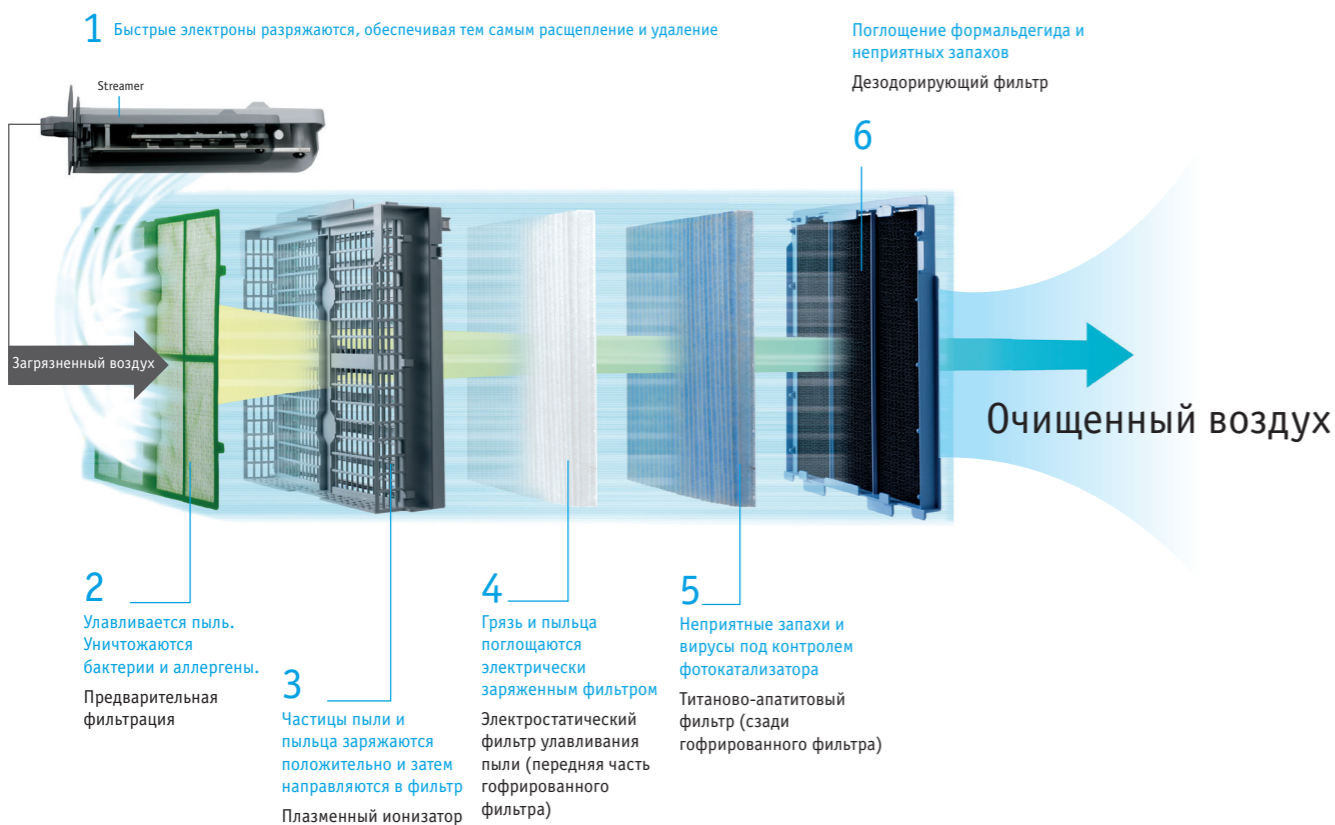 1 Быстрые электроны разряжаются, обеспечивая тем самым расщепление и удаление
Streamer
Поглощение формальдегида и
неприятных запахов
Дезодорирующий фильтр
6
Загрязненный воздух
Очищенный воздух
2
Улавливается пыль.
Уничтожаются
бактерии и аллергены.
Предварительная
фильтрация
3
Частицы пыли и
пыльца заряжаются
положительно и затем
направляются в фильтр
Плазменный ионизатор
4
Грязь и пыльца
поглощаются
электрически
заряженным фильтром
Электростатический
фильтр улавливания
пыли (передняя часть
гофрированного
фильтра)
5
Неприятные запахи и
вирусы под контролем
фотокатализатора
Титаново-апатитовый
фильтр (сзади
гофрированного фильтра)